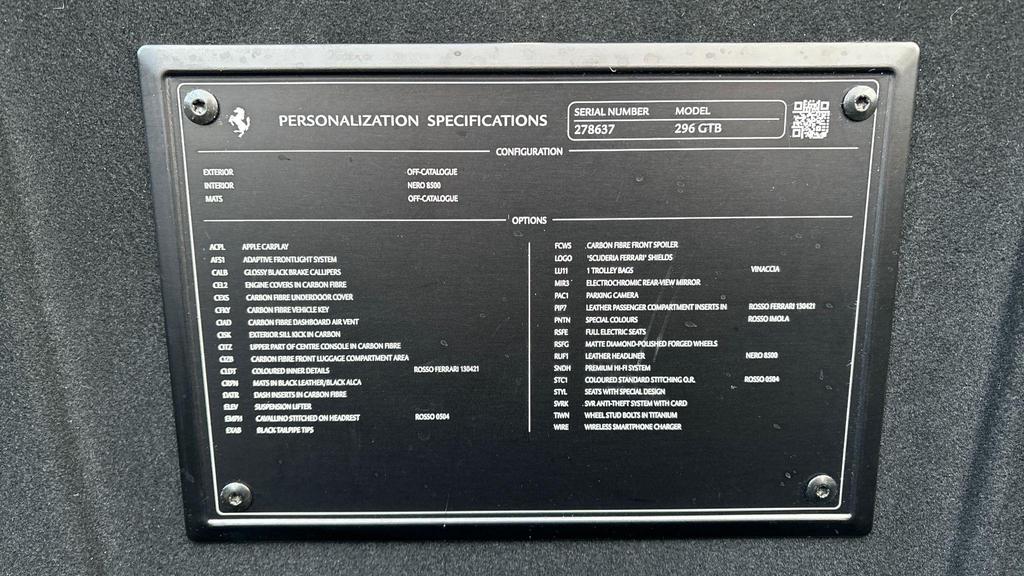 PERSONALIZATION SPECIFICATIONS
SERIAL NUMBER MODEL
278637 296 GTB
CONFIGURATION
EXTERIOR OFF-CATALOGUE
INTERIOR NERO 8500
MATS OFF-CATALOGUE
OPTIONS
ACPL APPLE CARPLAY
AFS1 ADAPTIVE FRONTLIGHT SYSTEM
CALB GLOSSY BLACK BRAKE CALLIPERS
CEL2 ENGINE COVERS IN CARBON FIBRE
CEXS CARBON FIBRE UNDERDOOR COVER
CFKY CARBON FIBRE VEHICLE KEY
CIAD CARBON FIBRE DASHBOARD AIR VENT
CISK EXTERIOR SILL KICK IN CARBON
CITZ UPPER PART OF CENTRE CONSOLE IN CARBON FIBRE
CIZB CARBON FIBRE FRONT LUGGAGE COMPARTMENT AREA
CLDT COLOURED INNER DETAILS ROSSO FERRARI 130421
CRPN MATS IN BLACK LEATHER/BLACK ALCA
DATR DASH INSERTS IN CARBON FIBRE
ELEV SUSPENSION LIFTER
EMPH CAVALLINO STITCHED ON HEADREST ROSSO 0504
EXAB BLACK TAILPIPE TIPS
FCWS CARBON FIBRE FRONT SPOILER
LOGO 'SCUDERIA FERRARI' SHIELDS
LU11 1 TROLLEY BAGS VINACCIA
MIR3 ELECTROCHROMIC REAR-VIEW MIRROR
PAC1 PARKING CAMERA
PIP7 LEATHER PASSENGER COMPARTMENT INSERTS IN ROSSO FERRARI 130421
PNTN SPECIAL COLOURS ROSSO IMOLA
RSFE FULL ELECTRIC SEATS
RSFG MATTE DIAMOND-POLISHED FORGED WHEELS
RUF1 LEATHER HEADLINER NERO 8500
SNDH PREMIUM HI-FI SYSTEM
STC1 COLOURED STANDARD STITCHING O.R. ROSSO 0504
STYL SEATS WITH SPECIAL DESIGN
SVRX SVR ANTI-THEFT SYSTEM WITH CARD
TIWN WHEEL STUD BOLTS IN TITANIUM
WIRE WIRELESS SMARTPHONE CHARGER